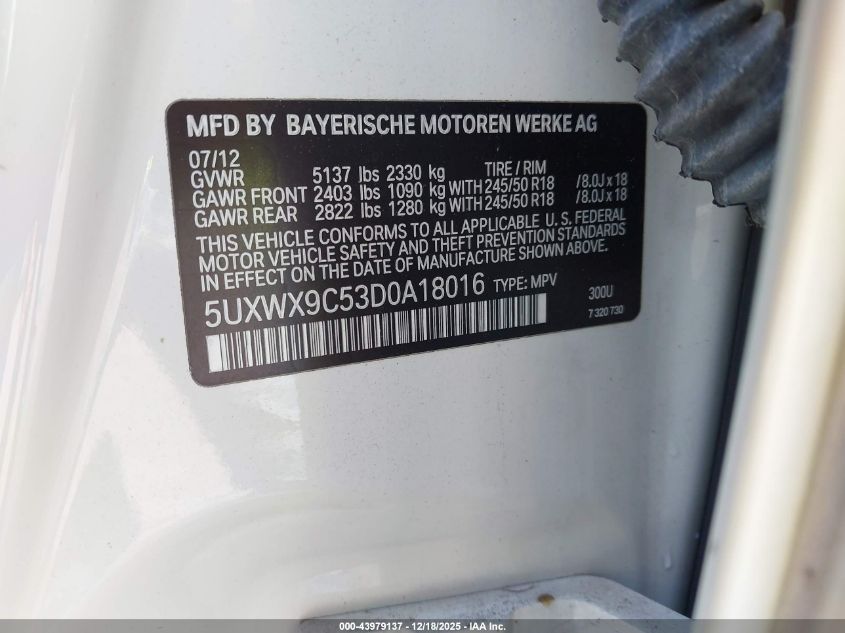 MFD BY BAYERISCHE MOTOREN WERKE AG
07/12 TIRE / RIM
GVWR 5137 lbs 2330 kg
GAWR FRONT 2403 lbs 1090 kg WITH 245/50 R18 /8.0J x 18
GAWR REAR 2822 lbs 1280 kg WITH 245/50 R18 /8.0J x 18
THIS VEHICLE CONFORMS TO ALL APPLICABLE U.S. FEDERAL
MOTOR VEHICLE SAFETY AND THEFT PREVENTION STANDARDS
IN EFFECT ON THE DATE OF MANUFACTURE SHOWN ABOVE.
5UXWX9C53D0A18016 TYPE: MPV 300U
7 320 730
000-43979137 - 12/18/2025 - IAA Inc.